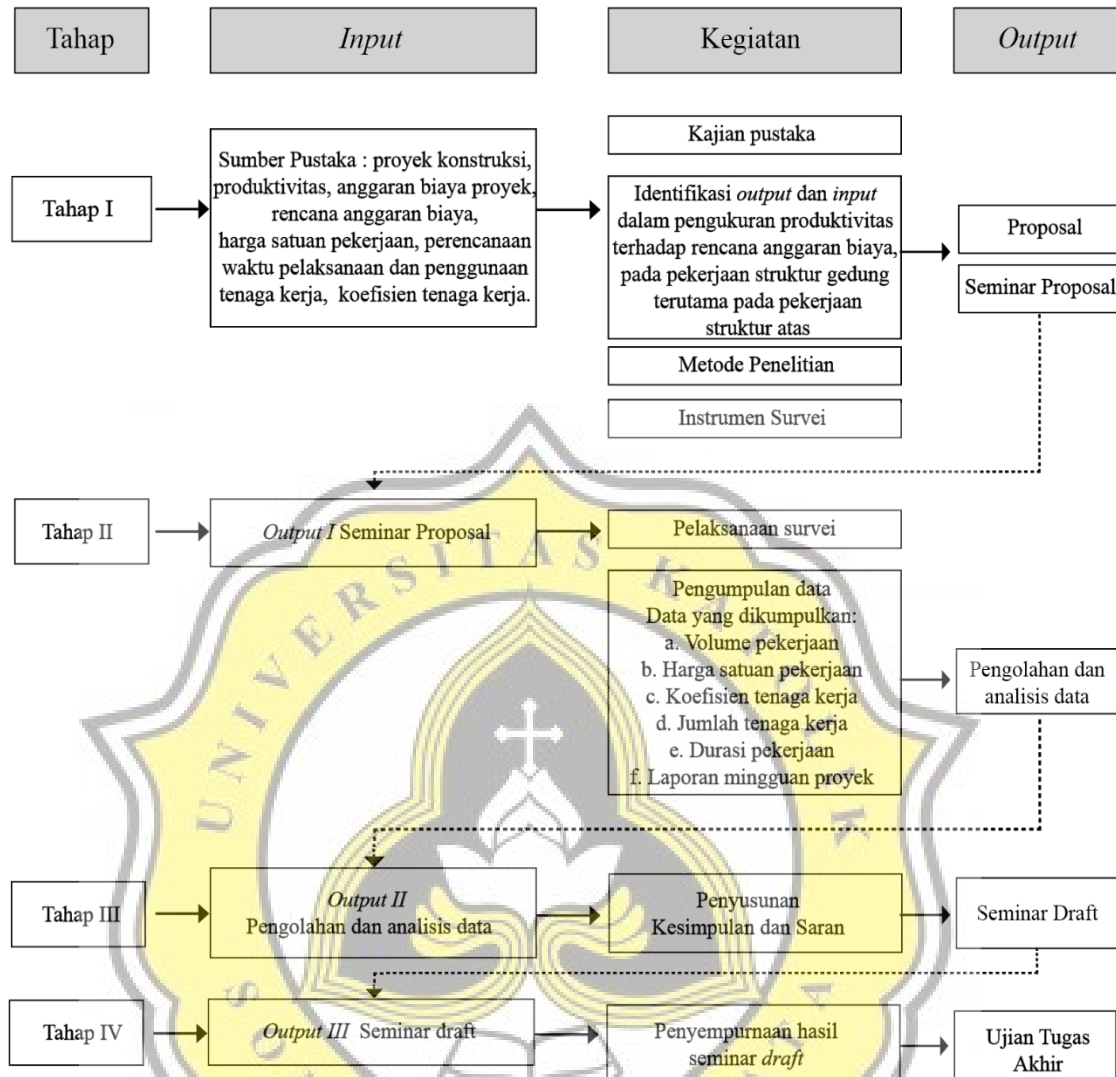 Tahap
Input
Kegiatan
Output
Tahap I
Sumber Pustaka : proyek konstruksi,
produktivitas, anggaran biaya proyek,
rencana anggaran biaya,
harga satuan pekerjaan, perencanaan
waktu pelaksanaan dan penggunaan
tenaga kerja, koefisien tenaga kerja.
Kajian pustaka
Identifikasi output dan input
dalam pengukuran produktivitas
terhadap rencana anggaran biaya,
pada pekerjaan struktur gedung
terutama pada pekerjaan
struktur atas
Metode Penelitian
Instrumen Survei
Proposal
Seminar Proposal
Tahap II
Output I Seminar Proposal
Pelaksanaan survei
Pengumpulan data
Data yang dikumpulkan:
a. Volume pekerjaan
b. Harga satuan pekerjaan
c. Koefisien tenaga kerja
d. Jumlah tenaga kerja
e. Durasi pekerjaan
f. Laporan mingguan proyek
Pengolahan dan
analisis data
Tahap III
Output II
Pengolahan dan analisis data
Penyusunan
Kesimpulan dan Saran
Seminar Draft
Tahap IV
Output III Seminar draft
Penyempurnaan hasil
seminar draft
Ujian Tugas
Akhir
UNIVERSITAS KATOLIK